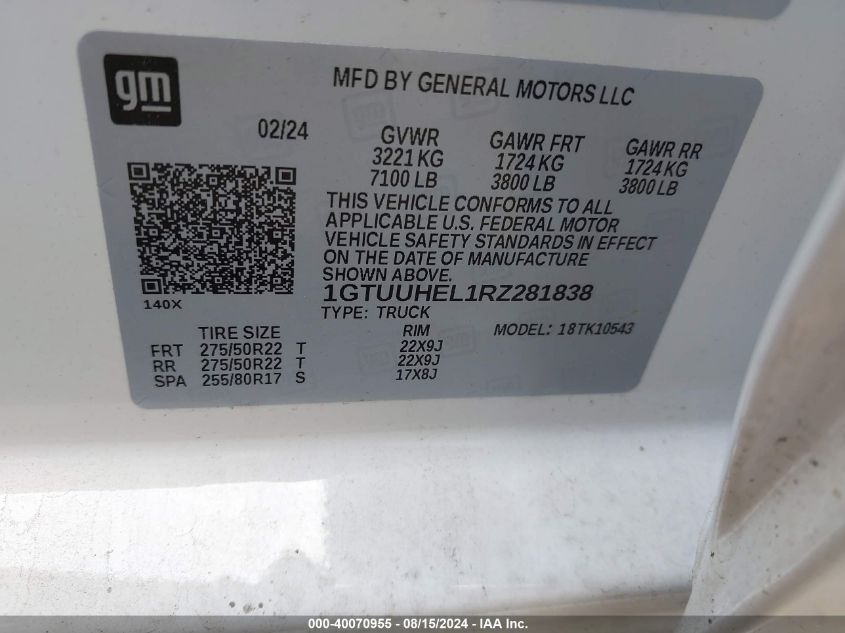 gm
MFD BY GENERAL MOTORS LLC
02/24
GVWR
3221 KG
7100 LB
GAWR FRT
1724 KG
3800 LB
GAWR RR
1724 KG
3800 LB
THIS VEHICLE CONFORMS TO ALL
APPLICABLE U.S. FEDERAL MOTOR
VEHICLE SAFETY STANDARDS IN EFFECT
ON THE DATE OF MANUFACTURE
SHOWN ABOVE.
140X
1GTUUHEL1RZ281838
TYPE: TRUCK
MODEL: 18TK10543
TIRE SIZE RIM
FRT 275/50R22 T 22X9J
RR 275/50R22 T 22X9J
SPA 255/80R17 S 17X8J
000-40070955 - 08/15/2024 - IAA Inc.